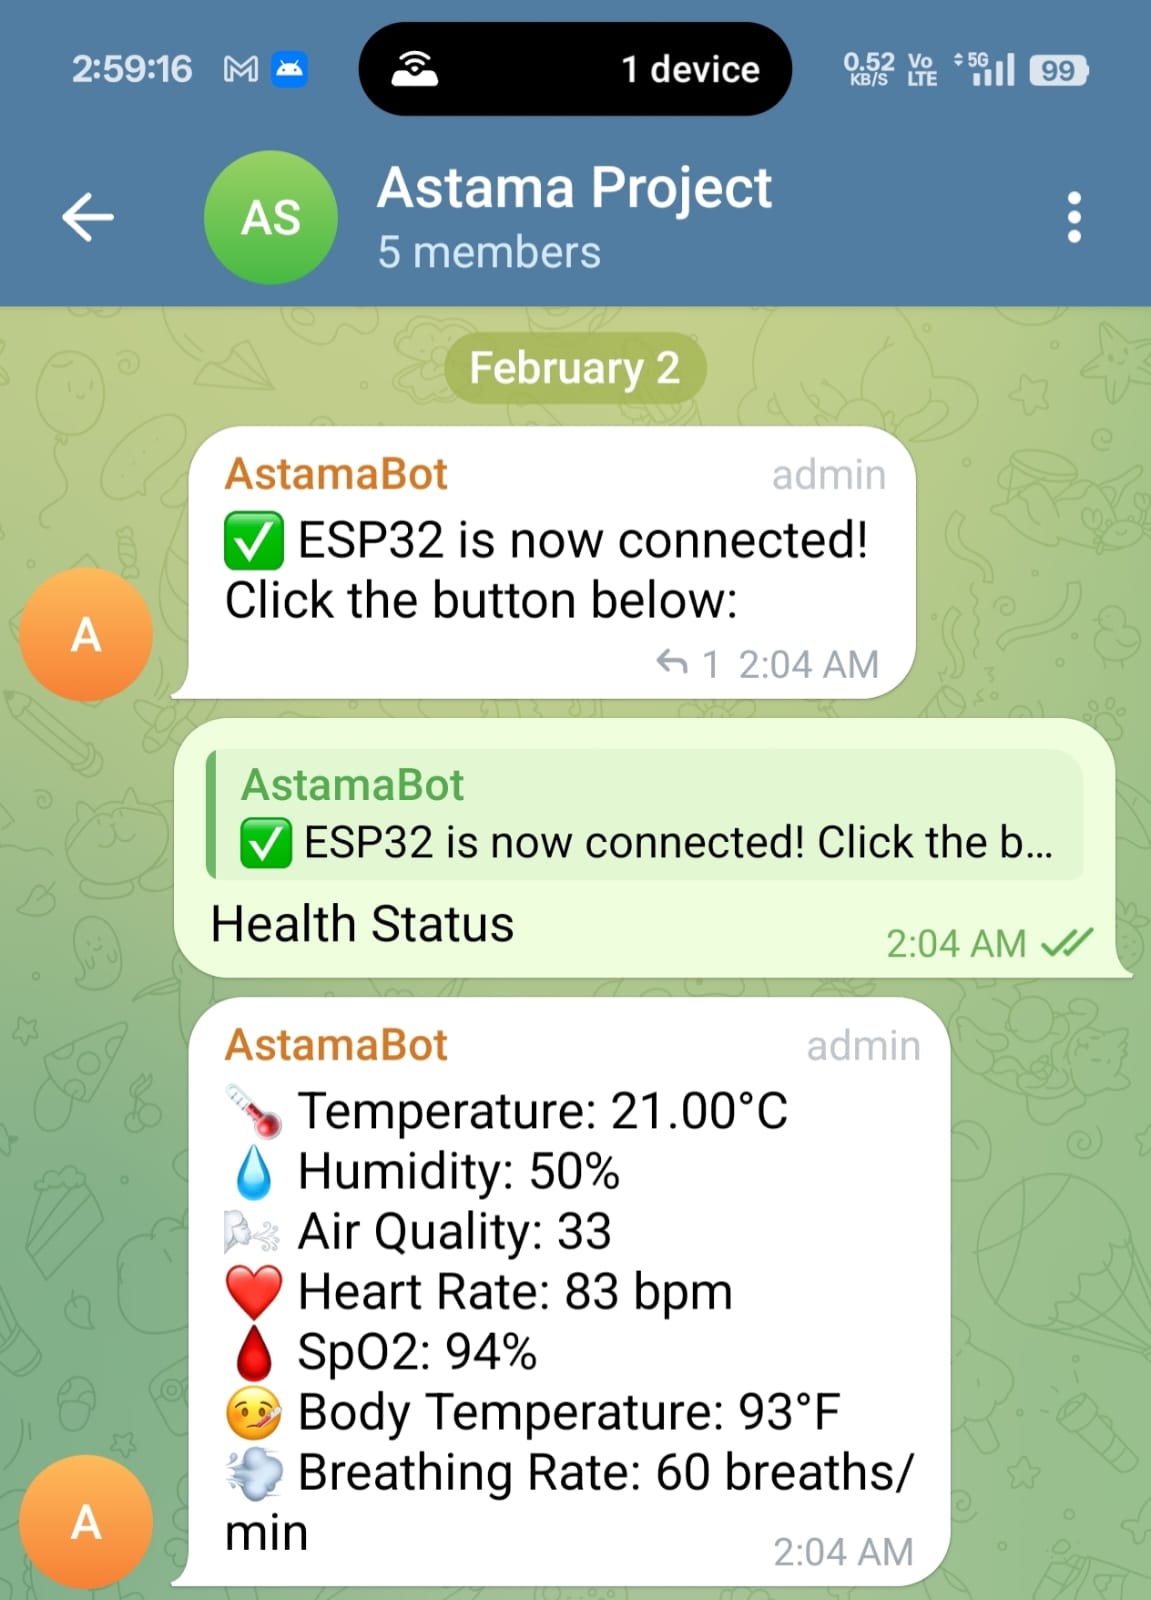 2:59:16 1 device 0.52 KB/S Vo LTE 5G 99
AS Astama Project
5 members
February 2
AstamaBot admin
✅ ESP32 is now connected!
Click the button below:
1 2:04 AM
A
AstamaBot
✅ ESP32 is now connected! Click the b...
Health Status
2:04 AM
AstamaBot admin
🌡️ Temperature: 21.00°C
💧 Humidity: 50%
🌬️ Air Quality: 33
❤️ Heart Rate: 83 bpm
🩸 SpO2: 94%
🤒 Body Temperature: 93°F
💨 Breathing Rate: 60 breaths/
min
2:04 AM
A